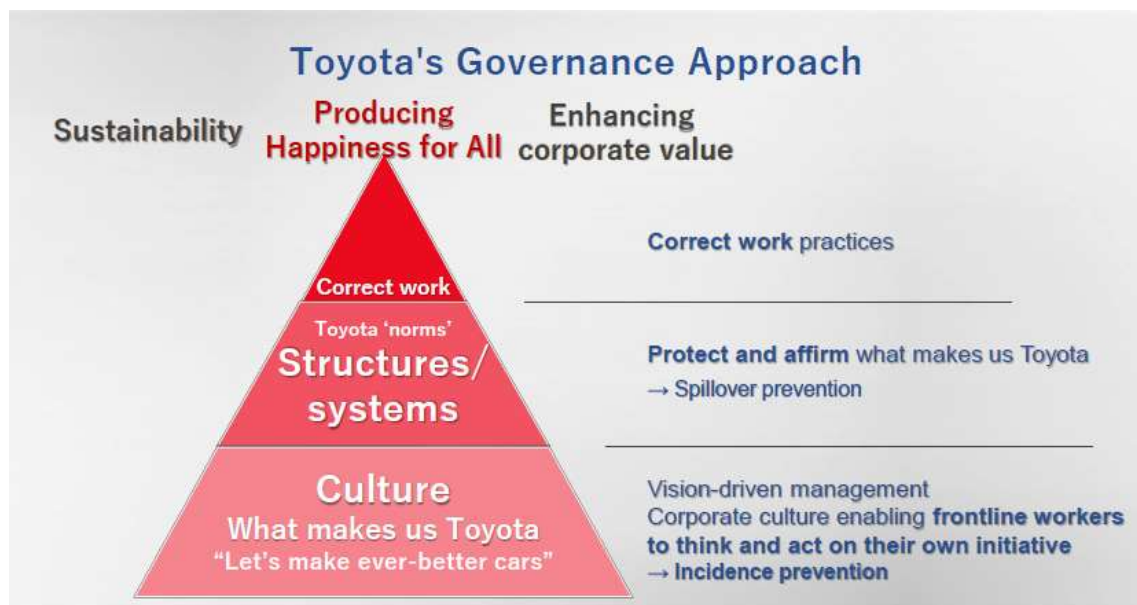 Toyota's Governance Approach
Sustainability
Producing
Happiness for All
Enhancing
corporate value
Correct work
Correct work practices
Toyota ‘norms’
Structures/
systems
Protect and affirm what makes us Toyota
→ Spillover prevention
Culture
What makes us Toyota
“Let's make ever-better cars”
Vision-driven management
Corporate culture enabling frontline workers
to think and act on their own initiative
→ Incidence prevention